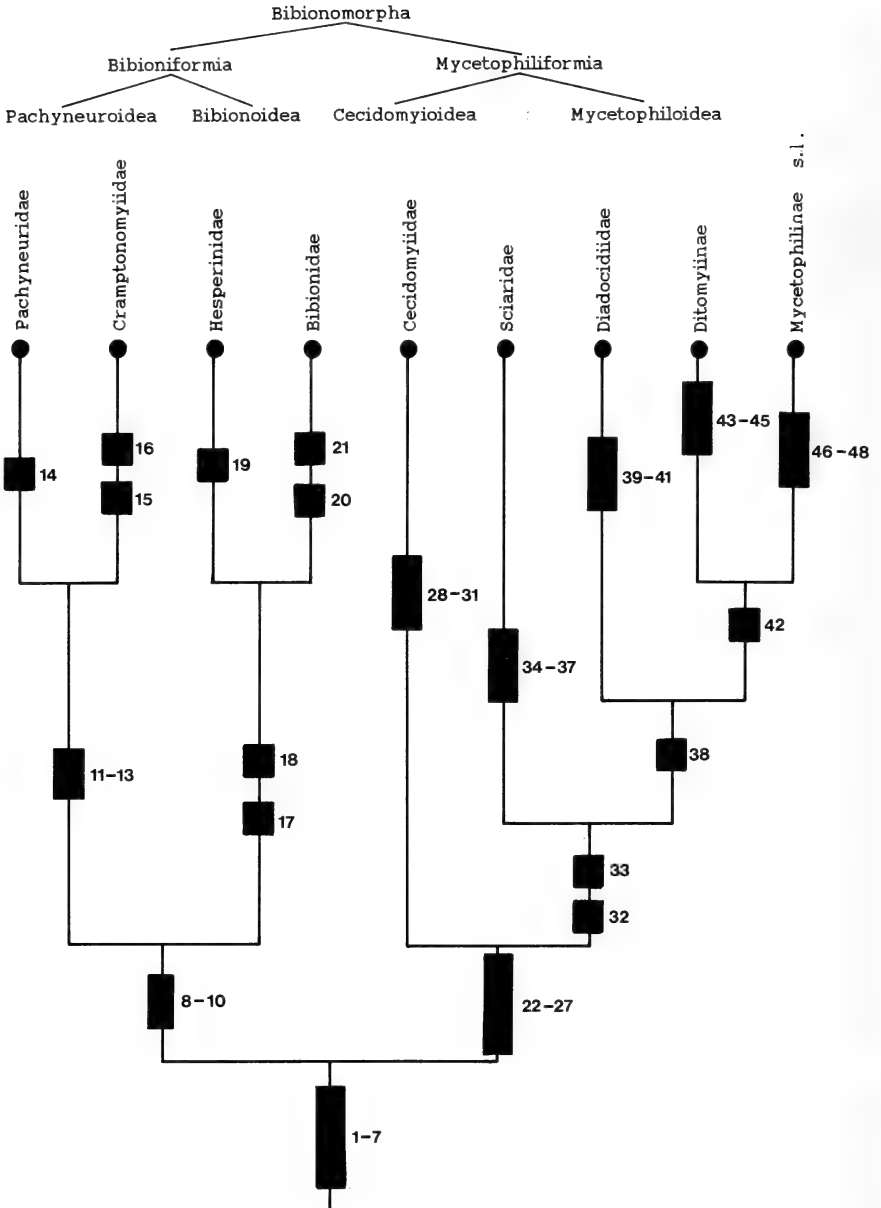 Bibionomorpha
Bibioniformia
Mycetophiliformia
Pachyneuroidea
Bibionoidea
Cecidomyioidea
Mycetophiloidea
Pachyneuridae
Cramptonomyiidae
Hesperinidae
Bibionidae
Cecidomyiidae
Sciaridae
Diadocidiidae
Ditomyiinae
Mycetophilinae s.l.
14
16
15
19
21
20
28-31
34-37
39-41
43-45
46-48
42
38
11-13
18
17
33
32
8-10
22-27
1-7